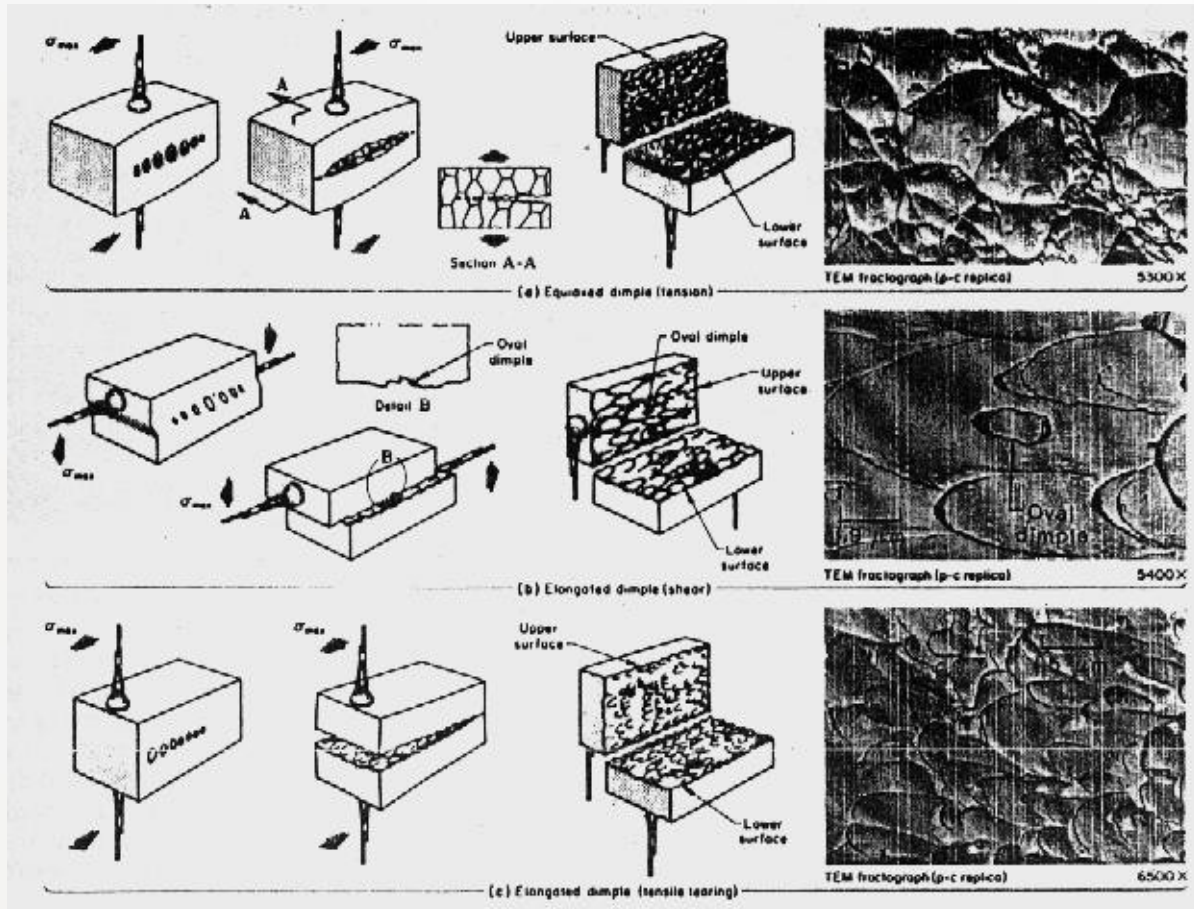 σmax
σmax
Upper surface
A
A
Section A-A
Lower
surface
TEM fractograph (p-c replica) 5300X
(a) Equiaxed dimple (tension)
σmax
Oval
dimple
Detail B
σmax
B
Oval dimple
Upper
surface
Lower
surface
Oval
dimple
TEM fractograph (p-c replica) 5400X
(b) Elongated dimple (shear)
σmax
σmax
Upper
surface
Lower
surface
TEM fractograph (p-c replica) 6500X
(c) Elongated dimple (tensile tearing)